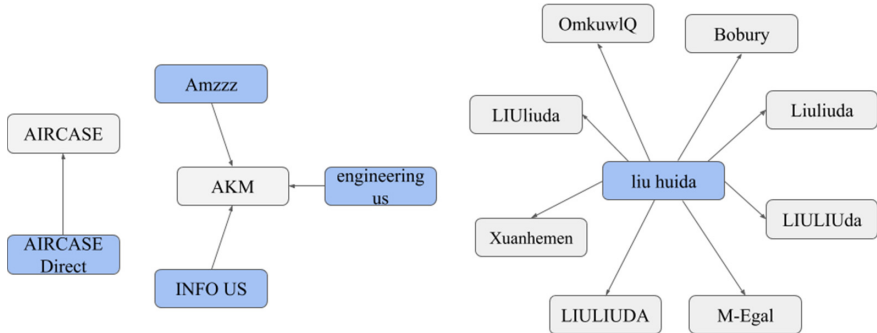 AIRCASE
AIRCASE
Direct
Amzzz
AKM
engineering
us
INFO US
OmkuwlQ
Bobury
LIUliuda
Liuliuda
liu huida
LIULIUda
Xuanhemen
LIULIUDA
M-Egal